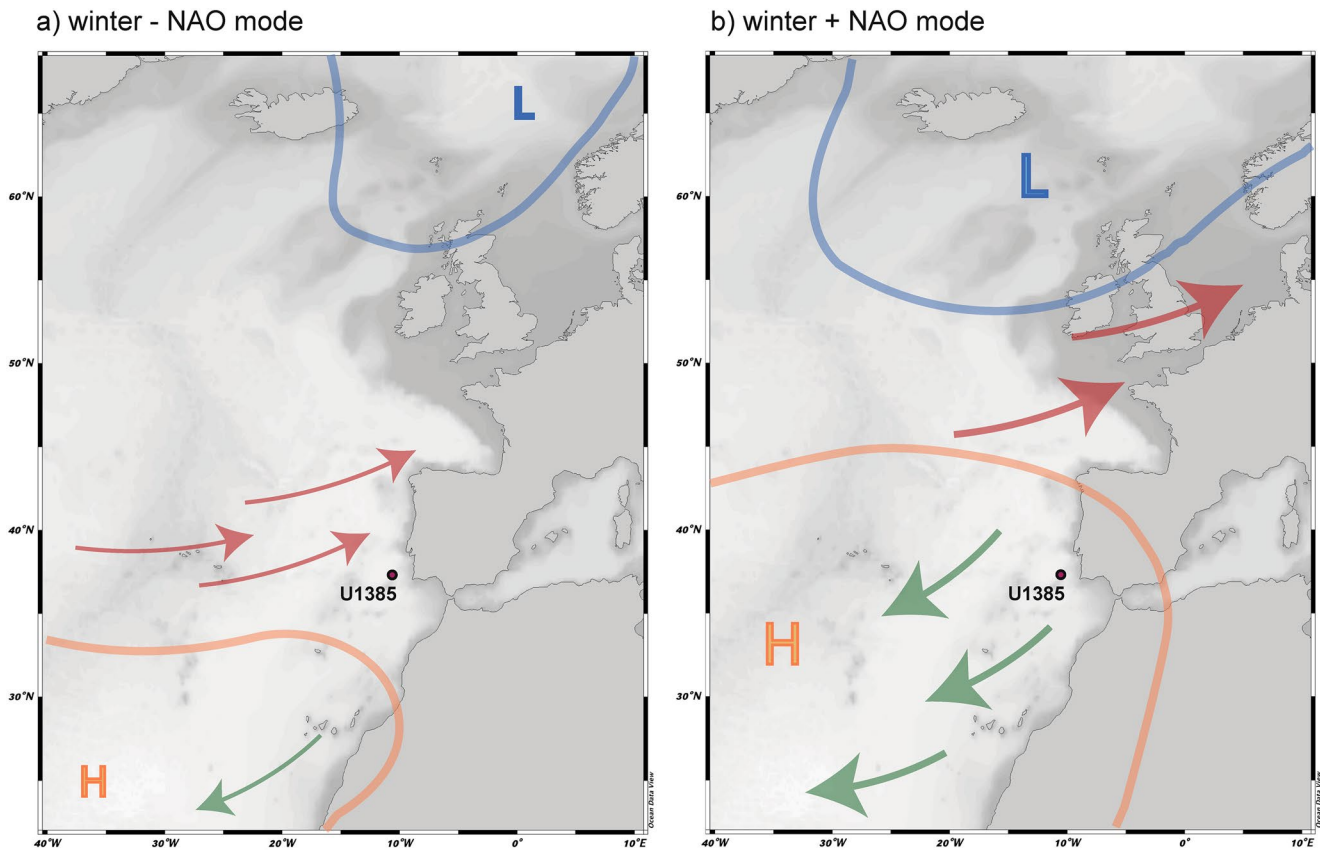 a) winter - NAO mode
L
60°N
50°N
40°N
30°N
U1385
H
40°W
30°W
20°W
10°W
0°
10°E
Ocean Data View
b) winter + NAO mode
L
60°N
50°N
40°N
30°N
U1385
H
40°W
30°W
20°W
10°W
0°
10°E
Ocean Data View